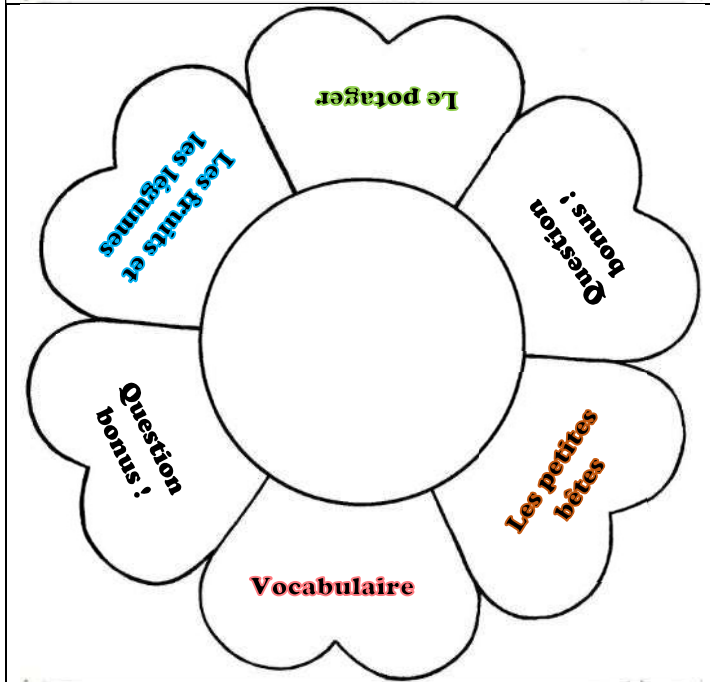 Le potager
Question
bonus !
Les petites
bêtes
Vocabulaire
Question
bonus !
Les fruits et
les légumes